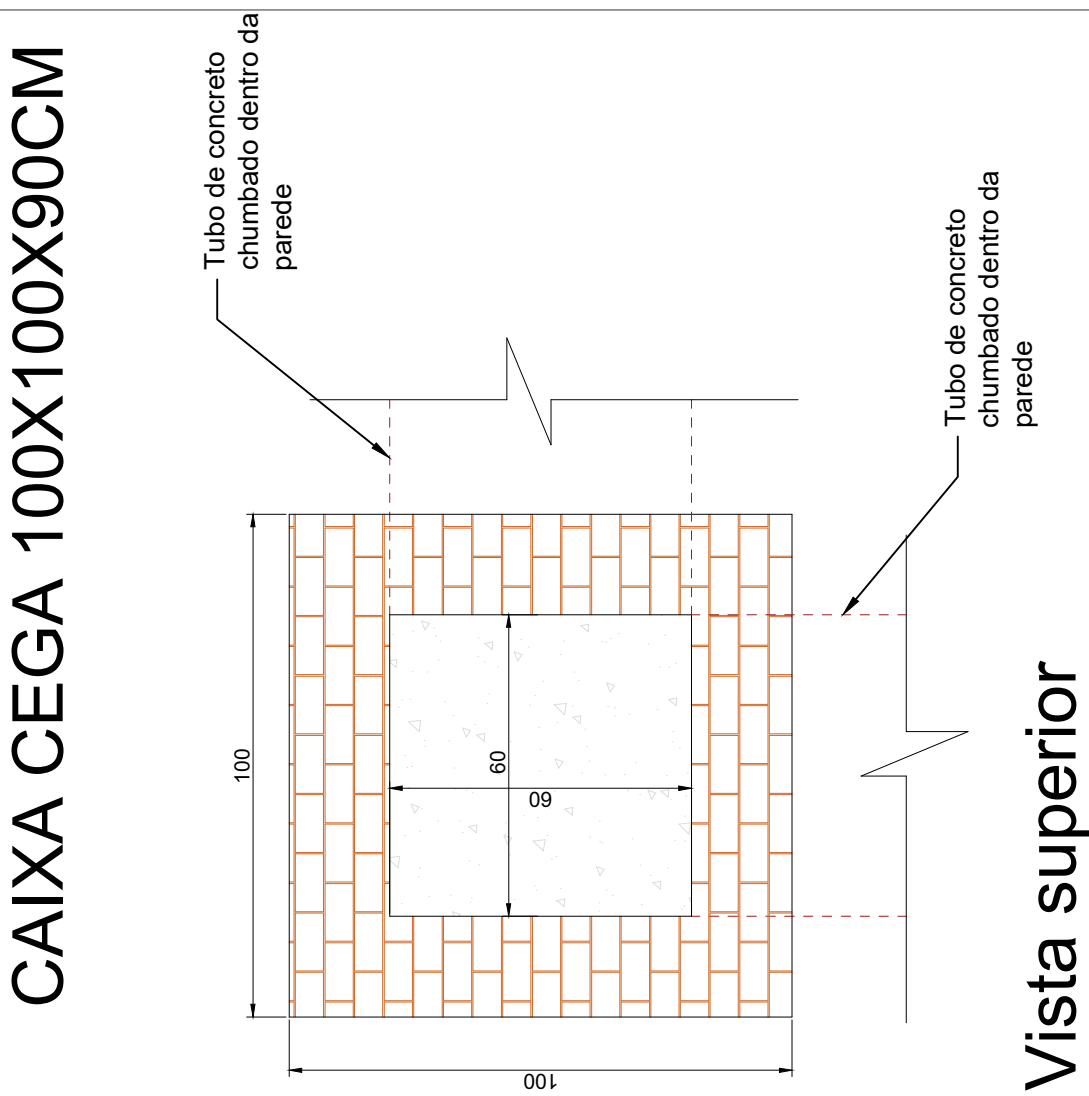 CAIXA CEGA 100X100X90CM
Tubo de concreto
chumbado dentro da
parede
100
60
60
100
Tubo de concreto
chumbado dentro da
parede
Vista superior